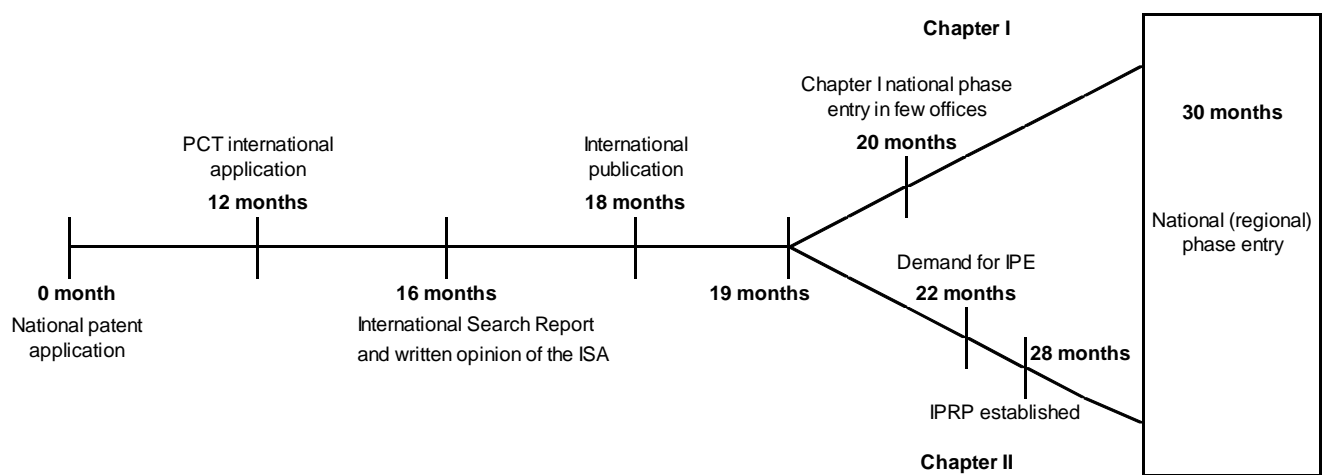 Chapter I
Chapter I national phase
entry in few offices
20 months
30 months
PCT international
application
12 months
International
publication
18 months
National (regional)
phase entry
0 month
National patent
application
16 months
International Search Report
and written opinion of the ISA
19 months
Demand for IPE
22 months
28 months
IPRP established
Chapter II